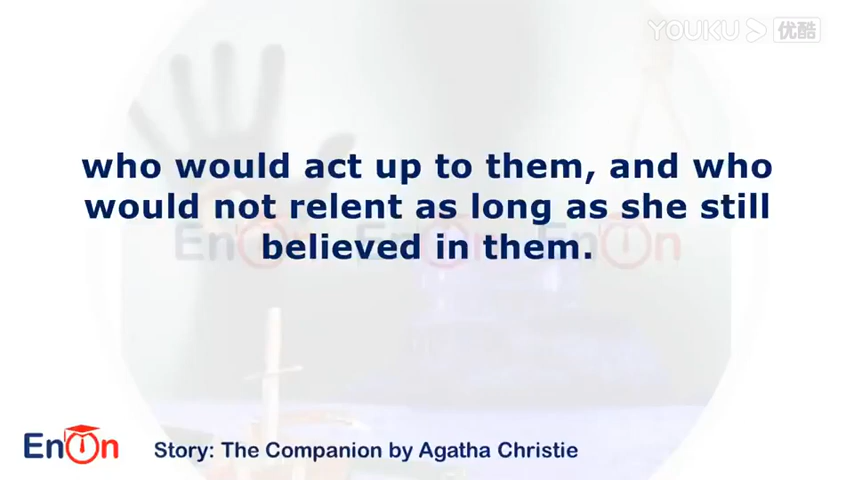 YOUKU 优酷
who would act up to them, and who
would not relent as long as she still
believed in them.
EnOn EnOn EnOn
EnOn Story: The Companion by Agatha Christie